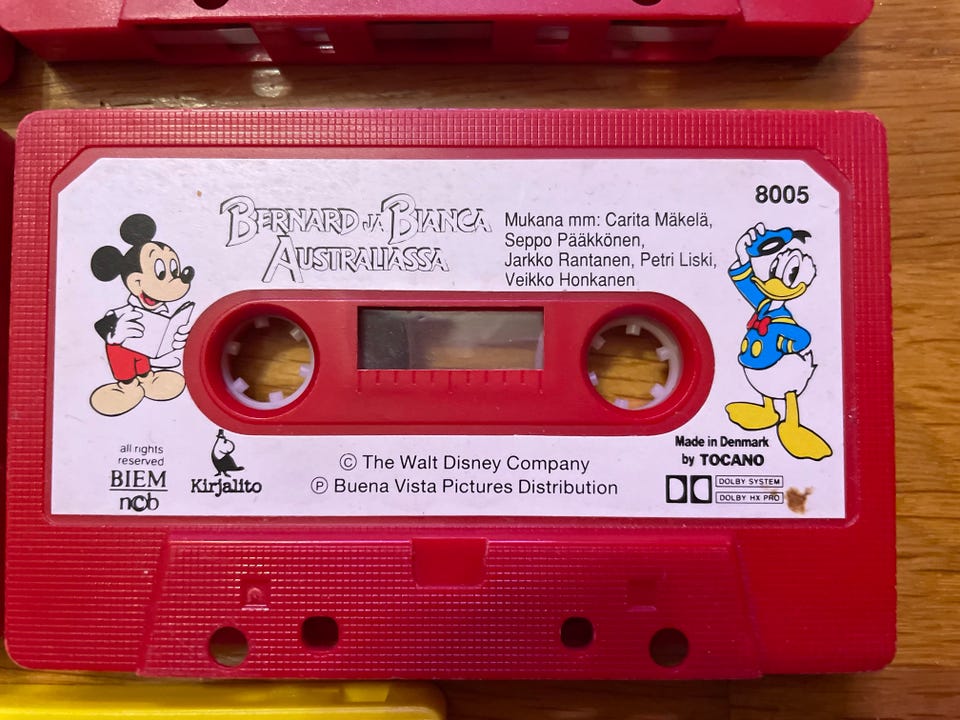 8005
BERNARD JA BIANCA
AUSTRALIASSA
Mukana mm: Carita Mäkelä,
Seppo Pääkkönen,
Jarkko Rantanen, Petri Liski,
Veikko Honkanen
all rights
reserved
BIEM
ncb
Kirjalito
© The Walt Disney Company
℗ Buena Vista Pictures Distribution
Made in Denmark
by TOCANO
DOLBY SYSTEM
DOLBY HX PRO